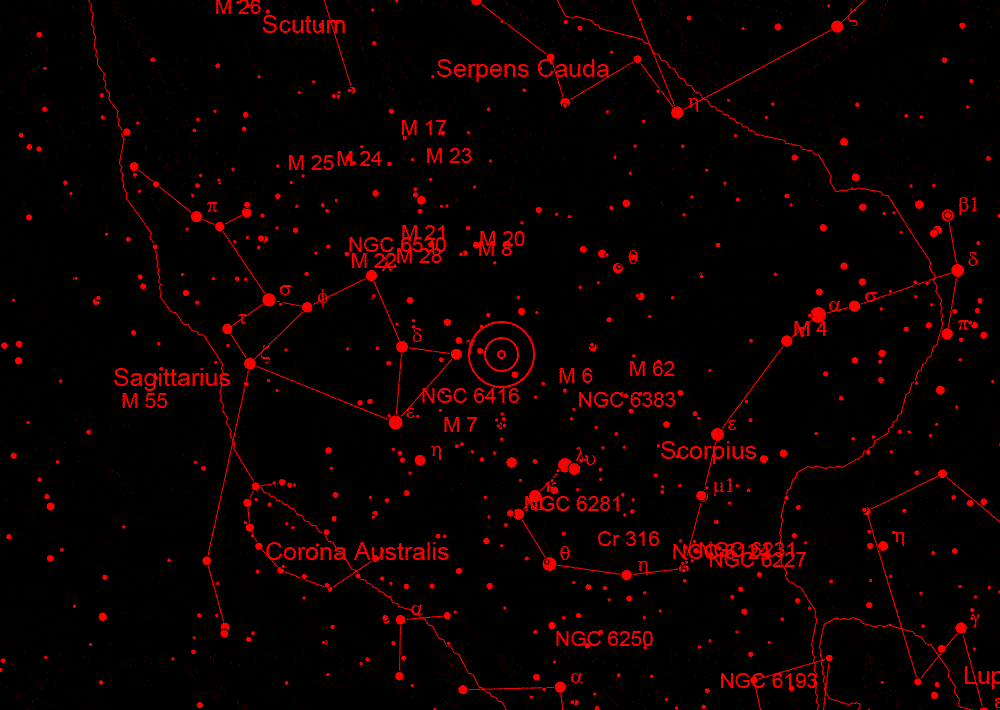 M 26
Scutum
ζ
Serpens Cauda
η
M 17
M 25
M 24
M 23
π
β1
M 21
M 20
NGC 6530
M 8
M 22
M 28
θ
δ
σ
φ
α
σ
τ
δ
γ
M 4
π
ζ
Sagittarius
M 55
M 6
M 62
NGC 6416
NGC 6383
ε
M 7
ε
Scorpius
η
λ
υ
κ
μ1
NGC 6281
η
Cr 316
NGC 6231
NGC 6227
Corona Australis
θ
η
α
γ
NGC 6250
α
NGC 6193
Lup